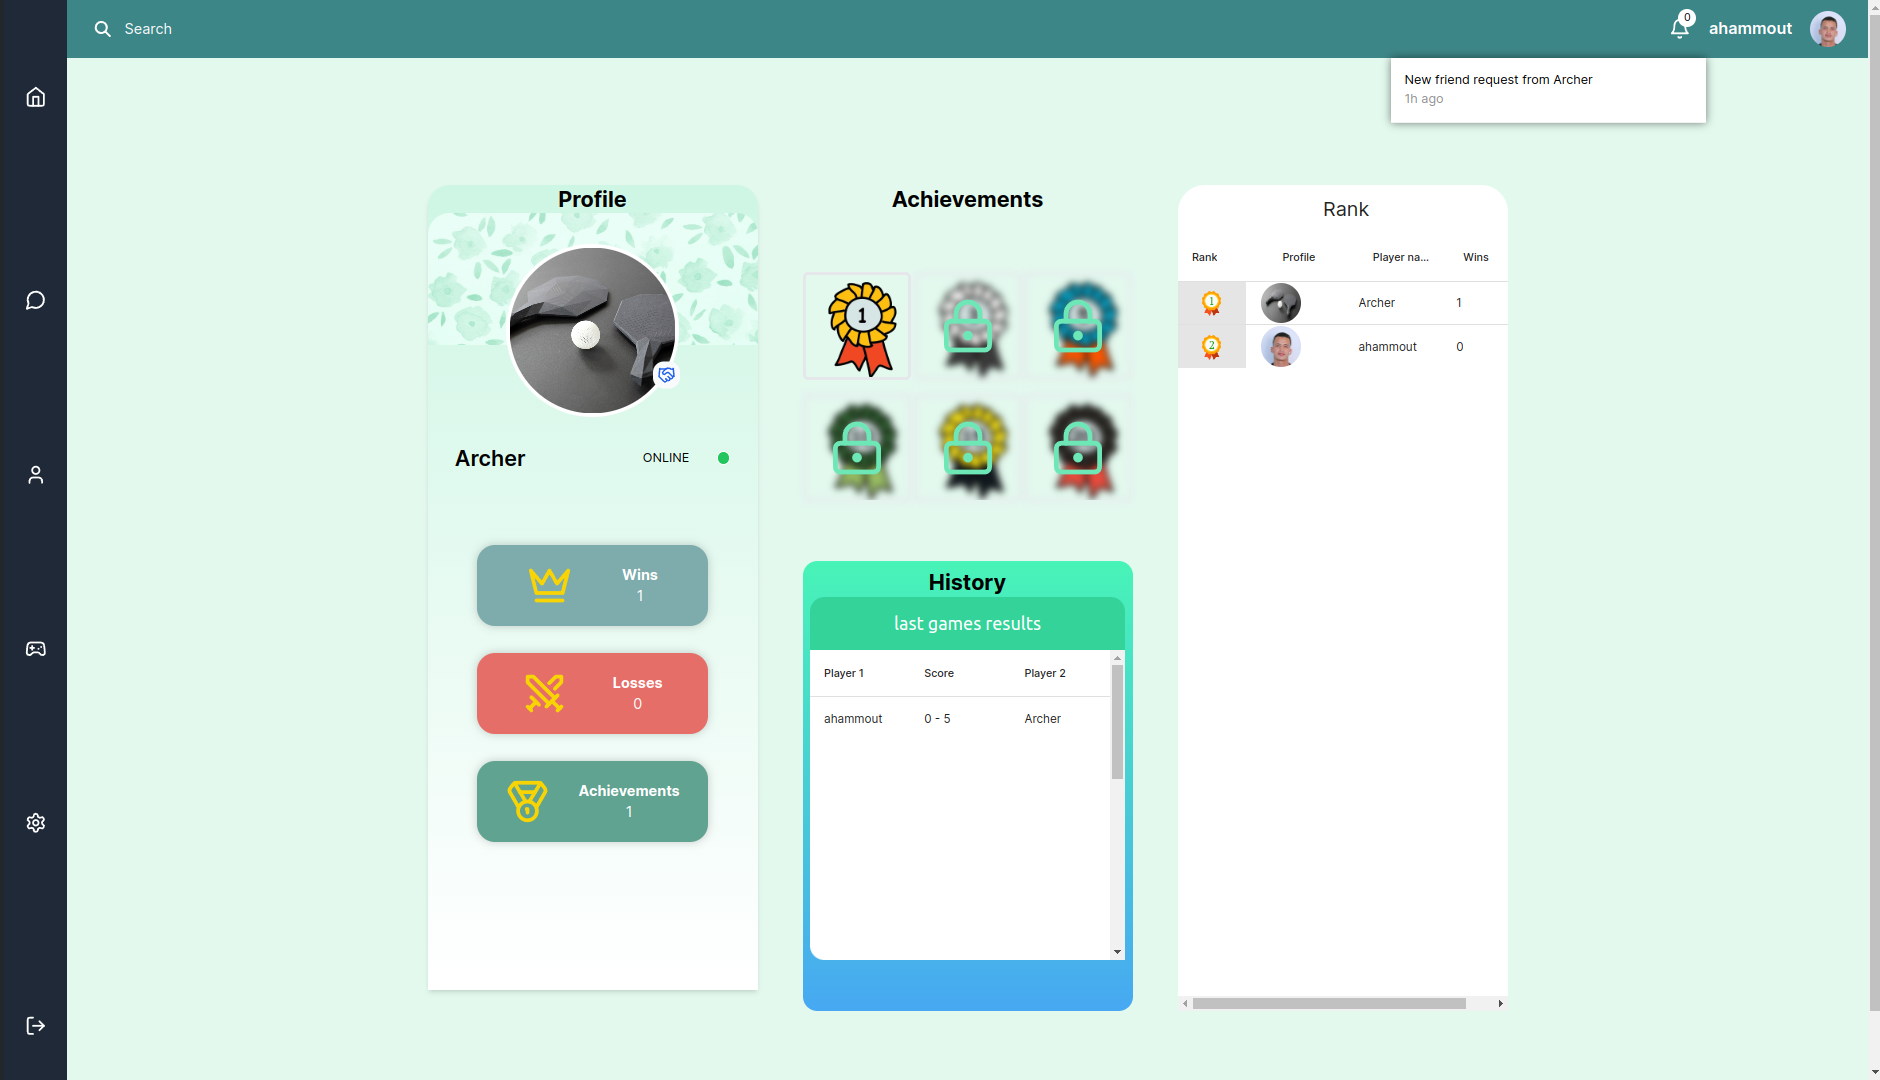 Search
0
ahammout
New friend request from Archer
1h ago
Profile
Archer
ONLINE
Wins
1
Losses
0
Achievements
1
Achievements
1
History
last games results
Player 1 Score Player 2
ahammout 0 - 5 Archer
Rank
Rank Profile Player na... Wins
1 Archer 1
2 ahammout 0